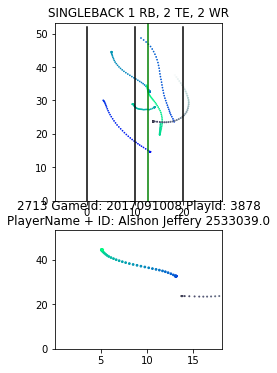 SINGLEBACK 1 RB, 2 TE, 2 WR
50
40
30
20
10
0
0 10 20
2713 GameId: 2017091008 PlayId: 3878
PlayerName + ID: Alshon Jeffery 2533039.0
40
20
0
5 10 15